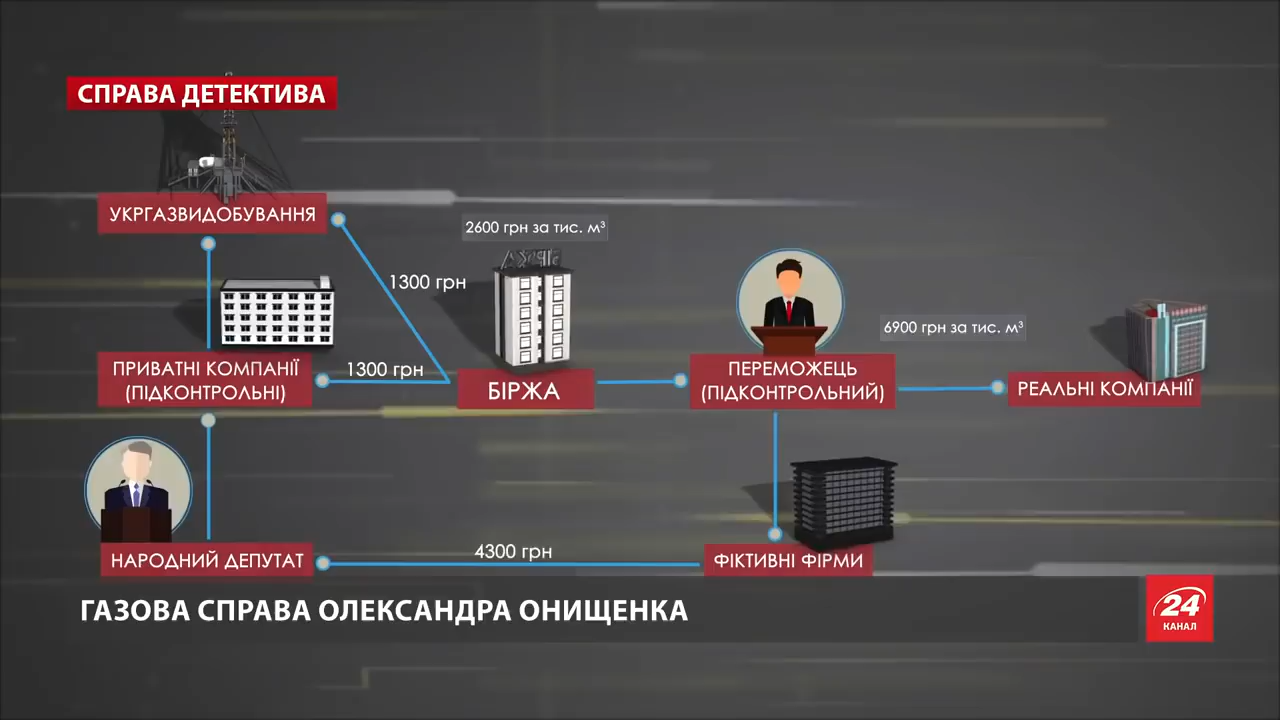 СПРАВА ДЕТЕКТИВА
УКРГАЗВИДОБУВАННЯ
2600 грн за тис. м³
БІРЖА
1300 грн
6900 грн за тис. м³
ПРИВАТНІ КОМПАНІЇ
(ПІДКОНТРОЛЬНІ)
1300 грн
БІРЖА
ПЕРЕМОЖЕЦЬ
(ПІДКОНТРОЛЬНИЙ)
РЕАЛЬНІ КОМПАНІЇ
НАРОДНИЙ ДЕПУТАТ
4300 грн
ФІКТИВНІ ФІРМИ
ГАЗОВА СПРАВА ОЛЕКСАНДРА ОНИЩЕНКА
24
КАНАЛ